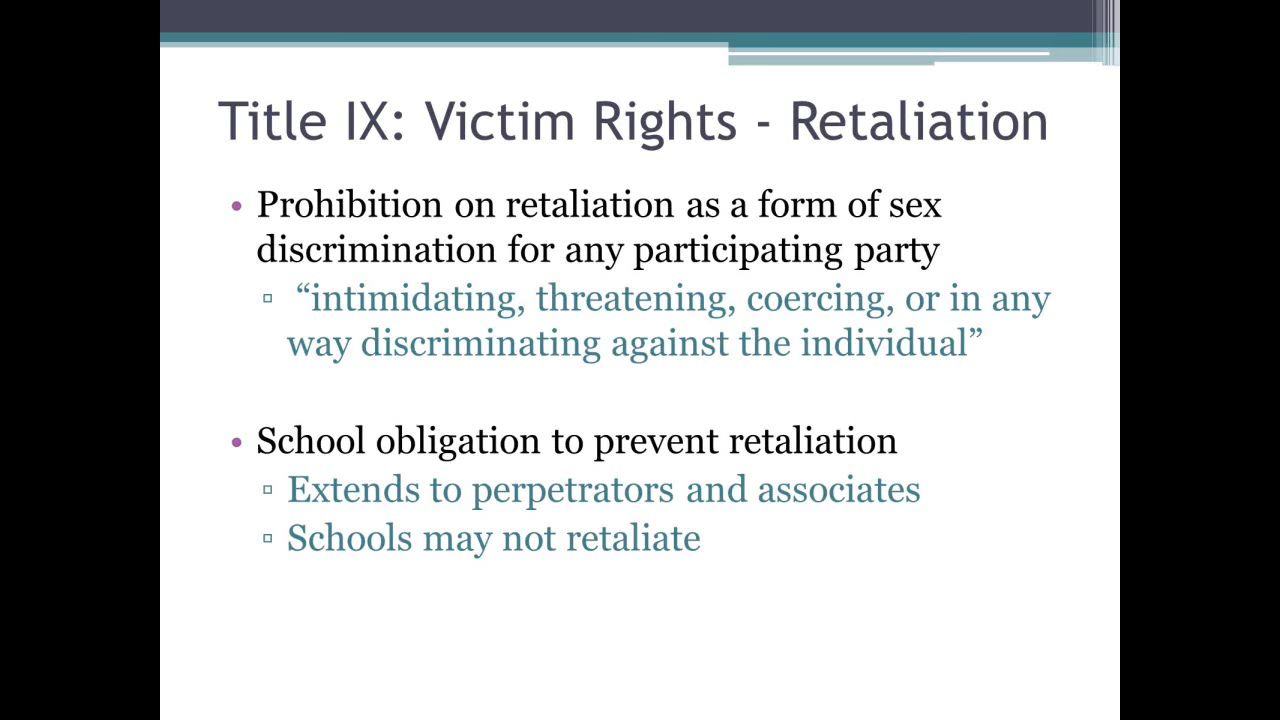 Title IX: Victim Rights - Retaliation
• Prohibition on retaliation as a form of sex
discrimination for any participating party
▫ “intimidating, threatening, coercing, or in any
way discriminating against the individual”
• School obligation to prevent retaliation
▫ Extends to perpetrators and associates
▫ Schools may not retaliate